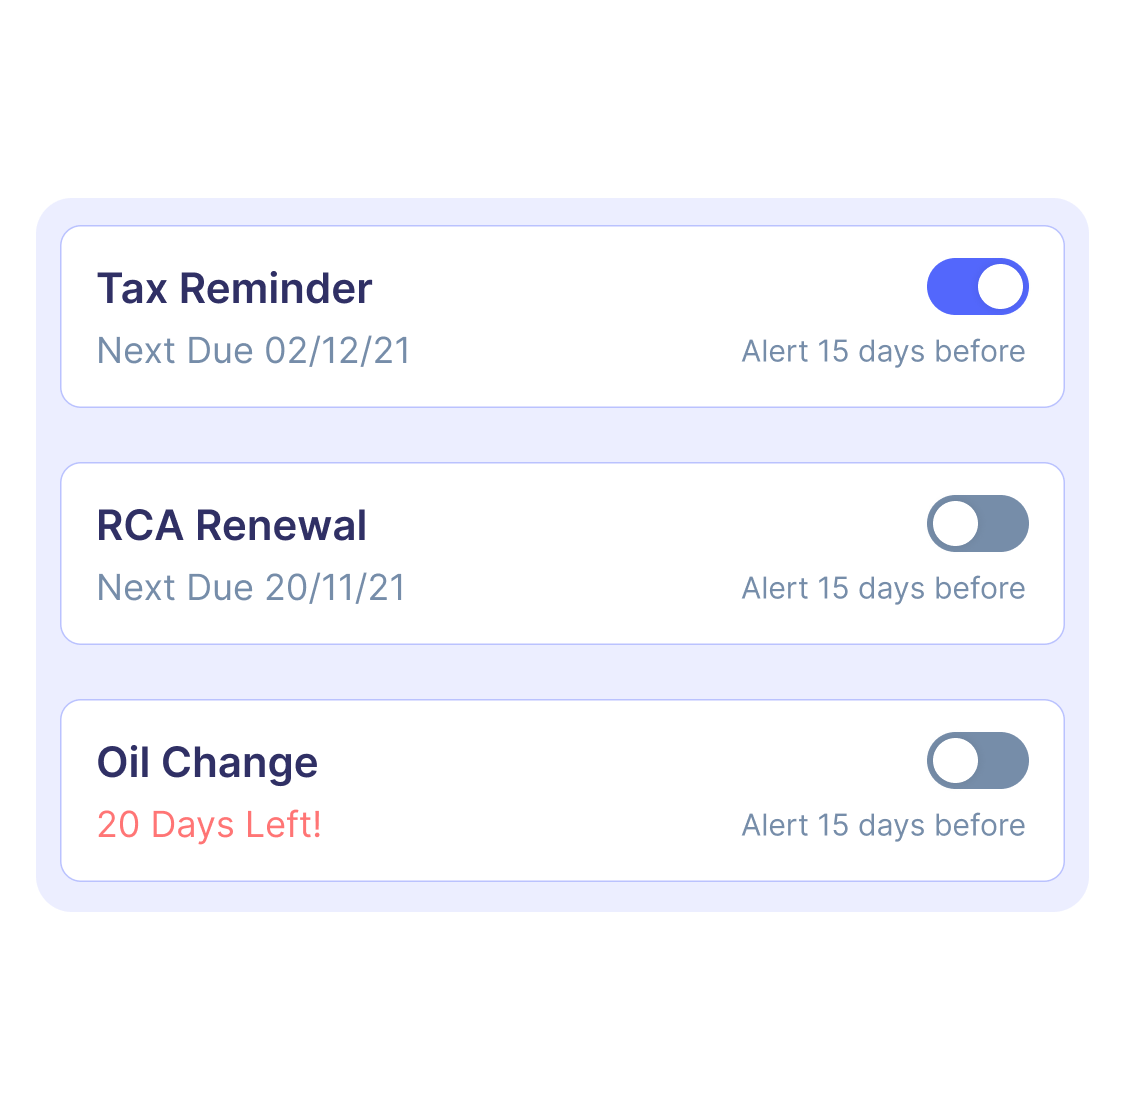 Tax Reminder
Next Due 02/12/21
Alert 15 days before
RCA Renewal
Next Due 20/11/21
Alert 15 days before
Oil Change
20 Days Left!
Alert 15 days before